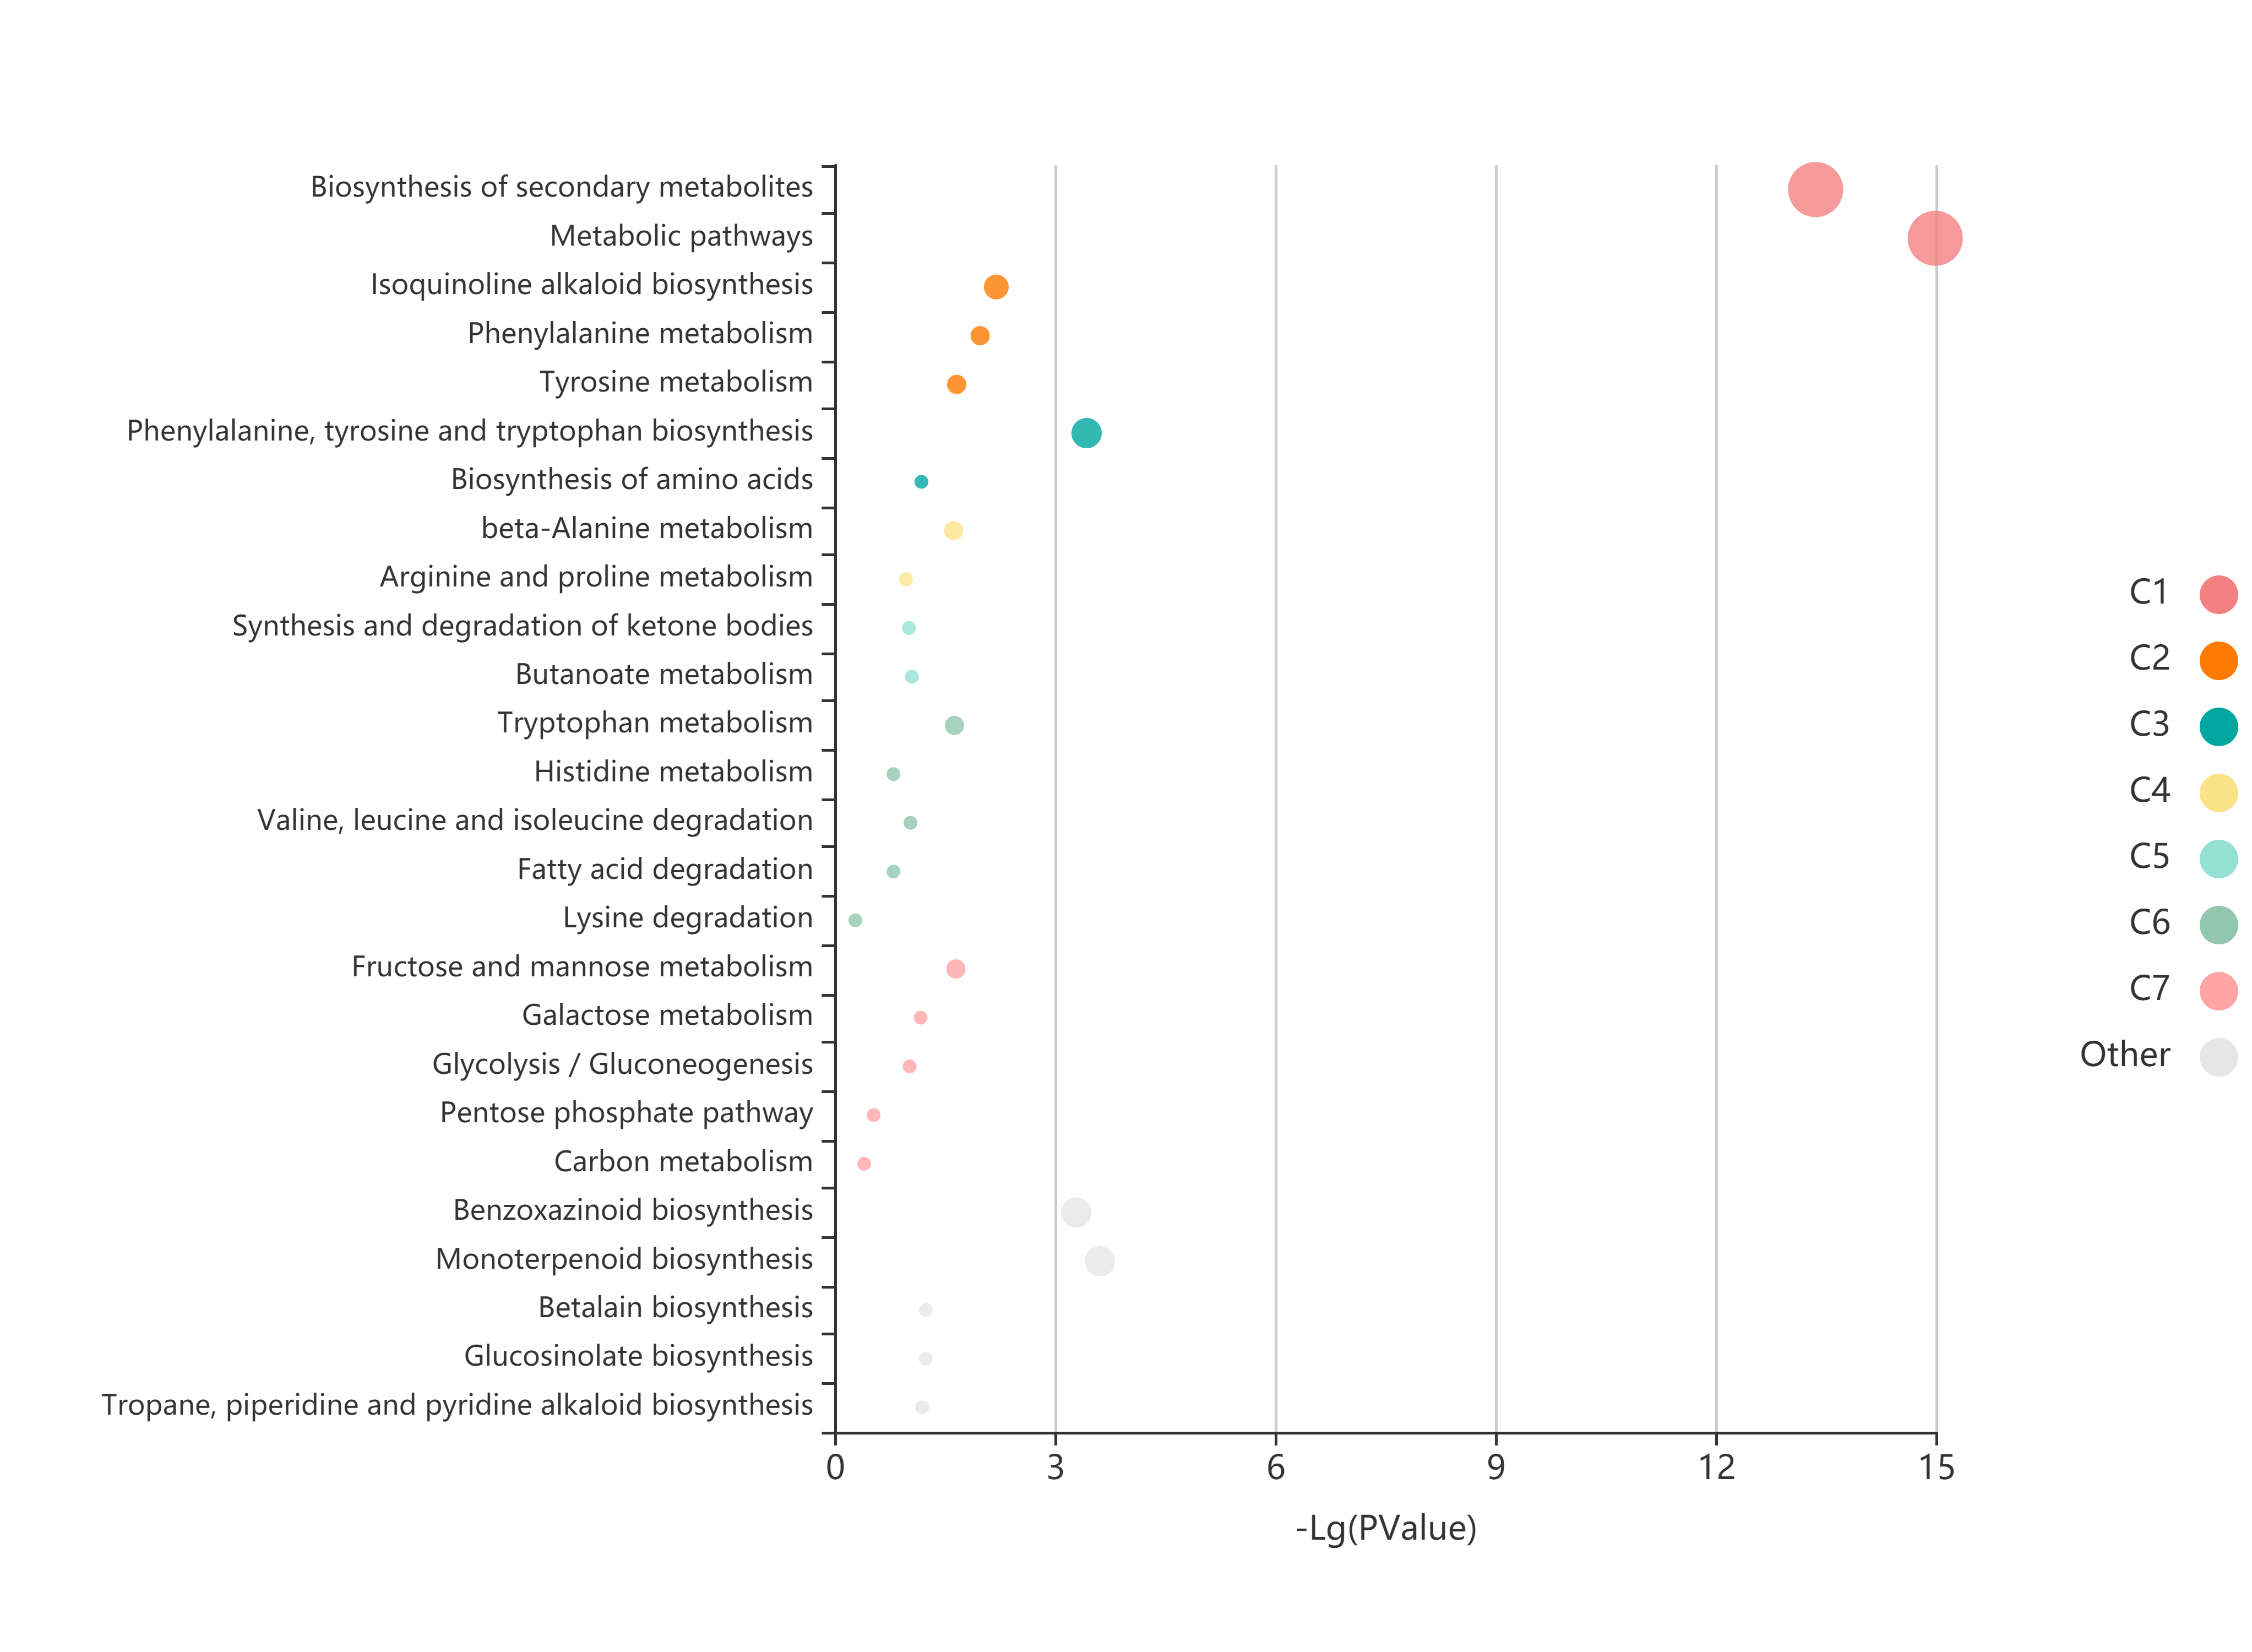 Biosynthesis of secondary metabolites
Metabolic pathways
Isoquinoline alkaloid biosynthesis
Phenylalanine metabolism
Tyrosine metabolism
Phenylalanine, tyrosine and tryptophan biosynthesis
Biosynthesis of amino acids
beta-Alanine metabolism
Arginine and proline metabolism
Synthesis and degradation of ketone bodies
Butanoate metabolism
Tryptophan metabolism
Histidine metabolism
Valine, leucine and isoleucine degradation
Fatty acid degradation
Lysine degradation
Fructose and mannose metabolism
Galactose metabolism
Glycolysis / Gluconeogenesis
Pentose phosphate pathway
Carbon metabolism
Benzoxazinoid biosynthesis
Monoterpenoid biosynthesis
Betalain biosynthesis
Glucosinolate biosynthesis
Tropane, piperidine and pyridine alkaloid biosynthesis
0 3 6 9 12 15
-Lg(PValue)
C1
C2
C3
C4
C5
C6
C7
Other